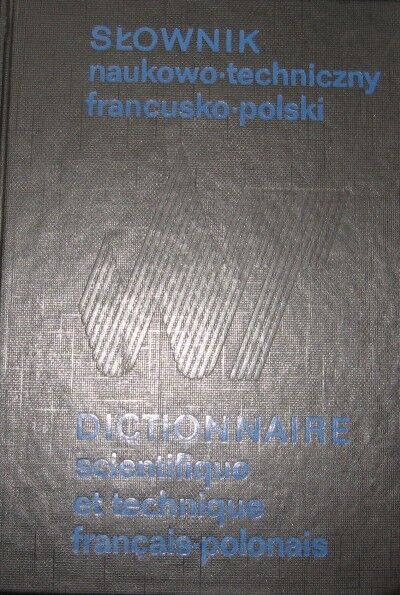 SŁOWNIK
naukowo·techniczny
francusko·polski
DICTIONNAIRE
scientifique
et technique
français·polonais